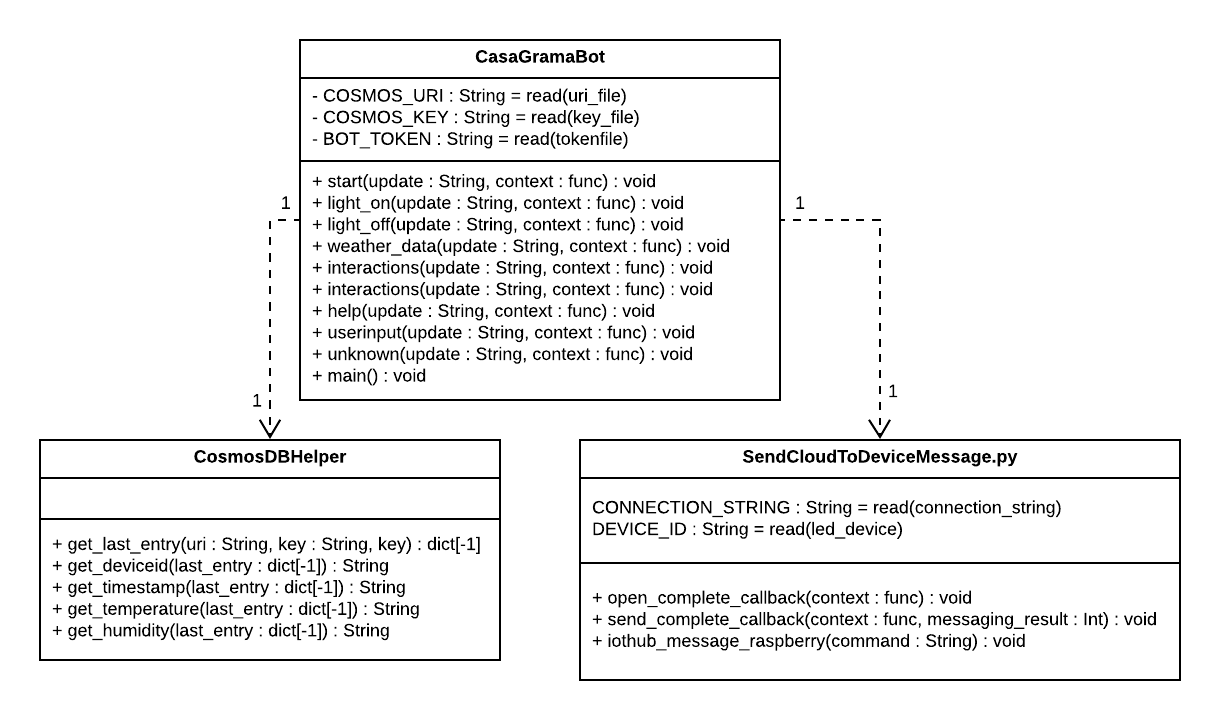 CasaGramaBot
- COSMOS_URI : String = read(uri_file)
- COSMOS_KEY : String = read(key_file)
- BOT_TOKEN : String = read(tokenfile)
+ start(update : String, context : func) : void
+ light_on(update : String, context : func) : void
+ light_off(update : String, context : func) : void
+ weather_data(update : String, context : func) : void
+ interactions(update : String, context : func) : void
+ interactions(update : String, context : func) : void
+ help(update : String, context : func) : void
+ userinput(update : String, context : func) : void
+ unknown(update : String, context : func) : void
+ main() : void
1
1
1
1
CosmosDBHelper
+ get_last_entry(uri : String, key : String, key) : dict[-1]
+ get_deviceid(last_entry : dict[-1]) : String
+ get_timestamp(last_entry : dict[-1]) : String
+ get_temperature(last_entry : dict[-1]) : String
+ get_humidity(last_entry : dict[-1]) : String
SendCloudToDeviceMessage.py
CONNECTION_STRING : String = read(connection_string)
DEVICE_ID : String = read(led_device)
+ open_complete_callback(context : func) : void
+ send_complete_callback(context : func, messaging_result : Int) : void
+ iothub_message_raspberry(command : String) : void